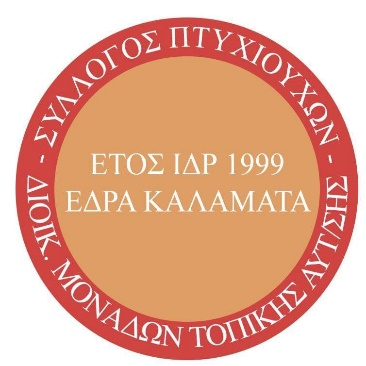 - ΣΥΛΛΟΓΟΣ ΠΤΥΧΙΟΥΧΩΝ -
ΕΤΟΣ ΙΔΡ 1999
ΕΔΡΑ ΚΑΛΑΜΑΤΑ
ΔΙΟΙΚ. ΜΟΝΑΔΩΝ ΤΟΠΙΚΗΣ ΑΥΤ/ΣΗΣ